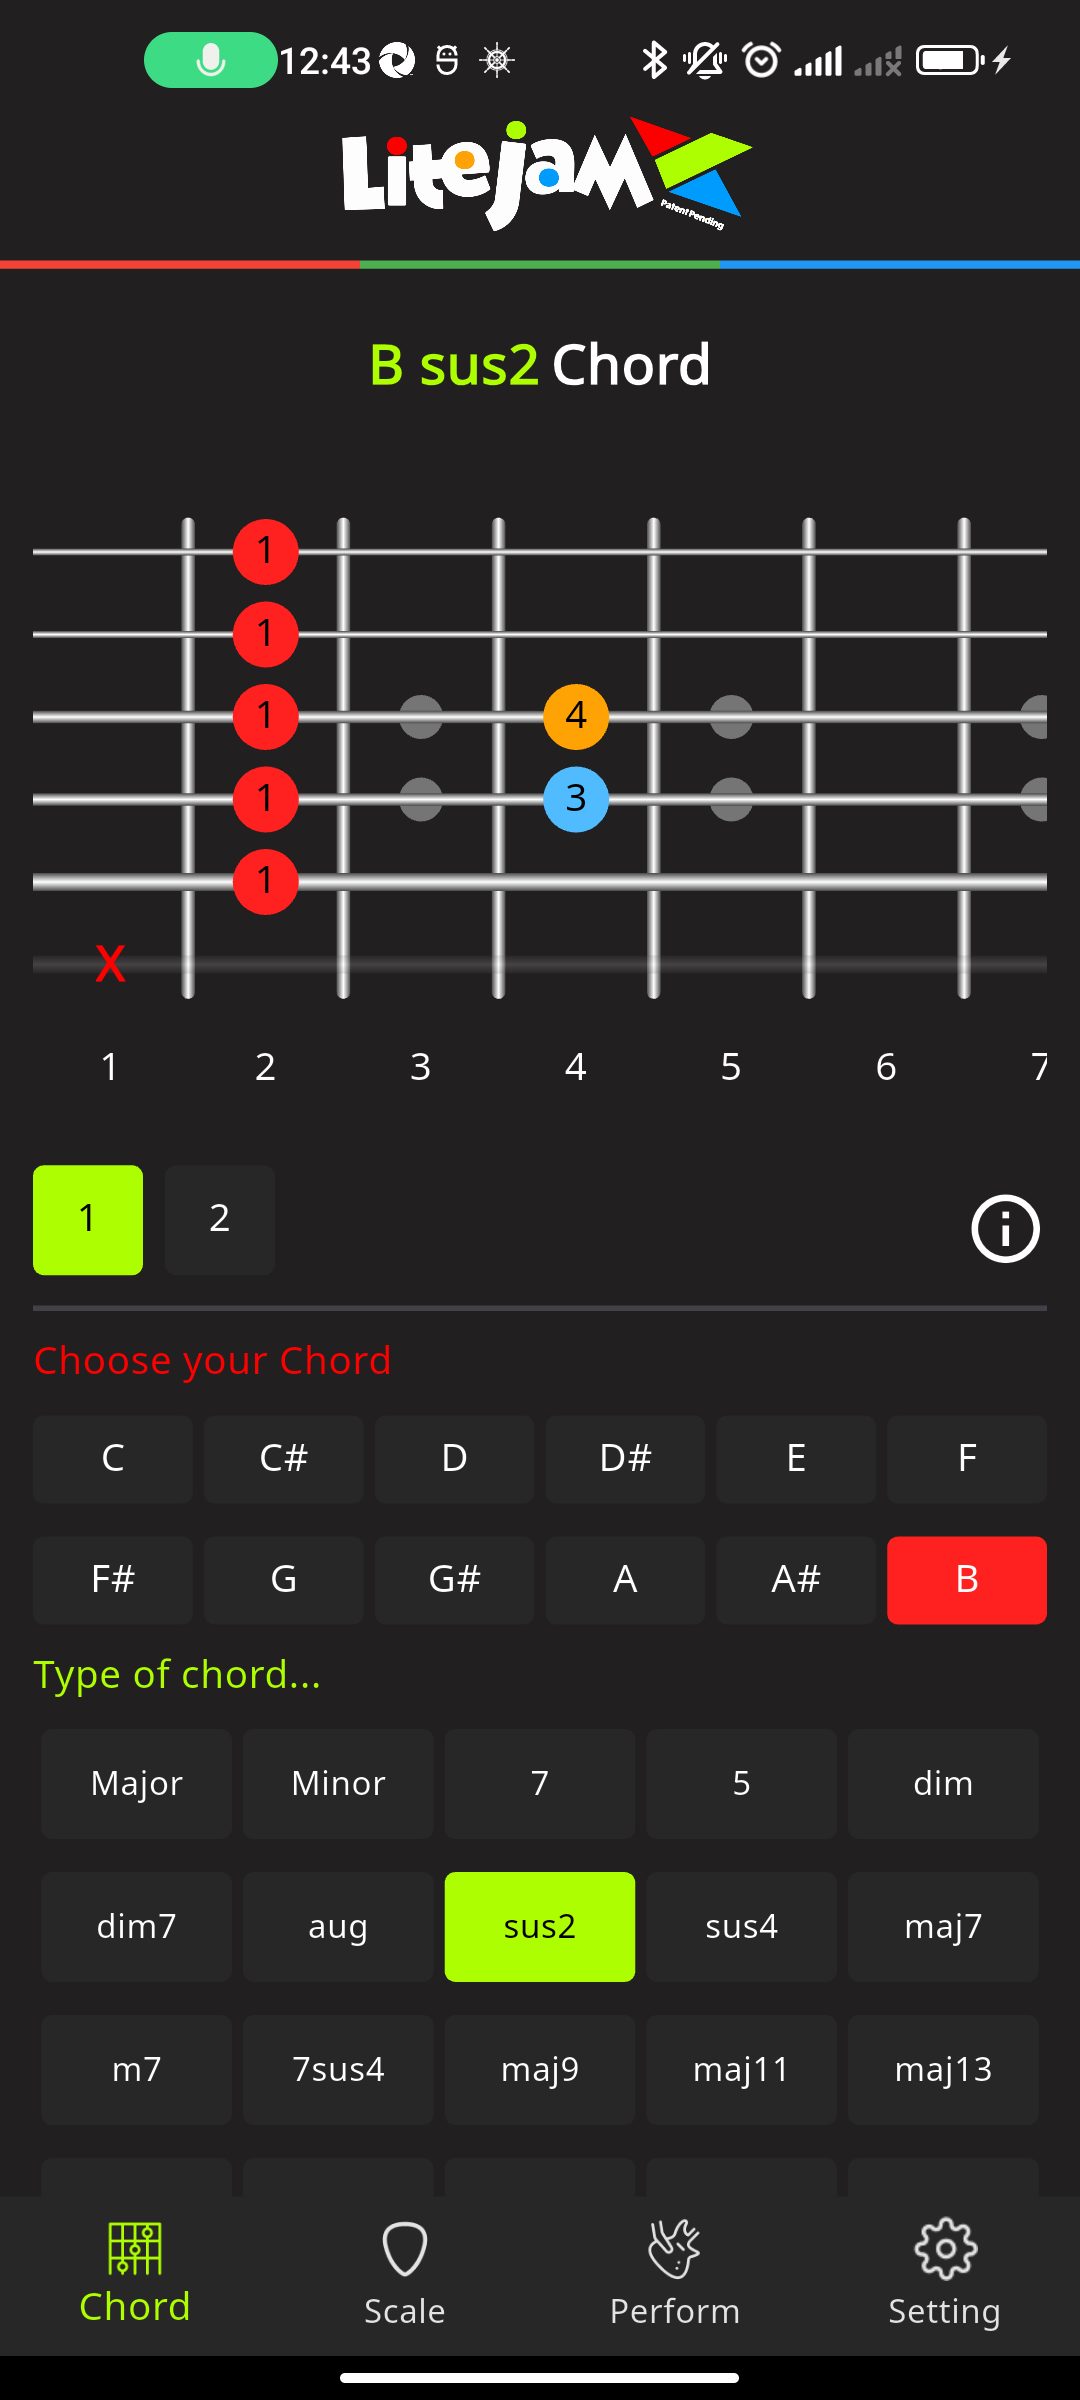 12:43
Litejam
Patent Pending
B sus2 Chord
1
1
1 4
1 3
1
X
1 2 3 4 5 6 7
1 2
Choose your Chord
C C# D D# E F
F# G G# A A# B
Type of chord...
Major Minor 7 5 dim
dim7 aug sus2 sus4 maj7
m7 7sus4 maj9 maj11 maj13
Chord Scale Perform Setting